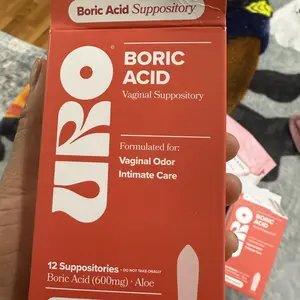 Boric Acid Suppository
URO
BORIC
ACID
Vaginal Suppository
Formulated for:
Vaginal Odor
Intimate Care
12 Suppositories • DO NOT TAKE ORALLY
Boric Acid (600mg) · Aloe
BORIC
ACID